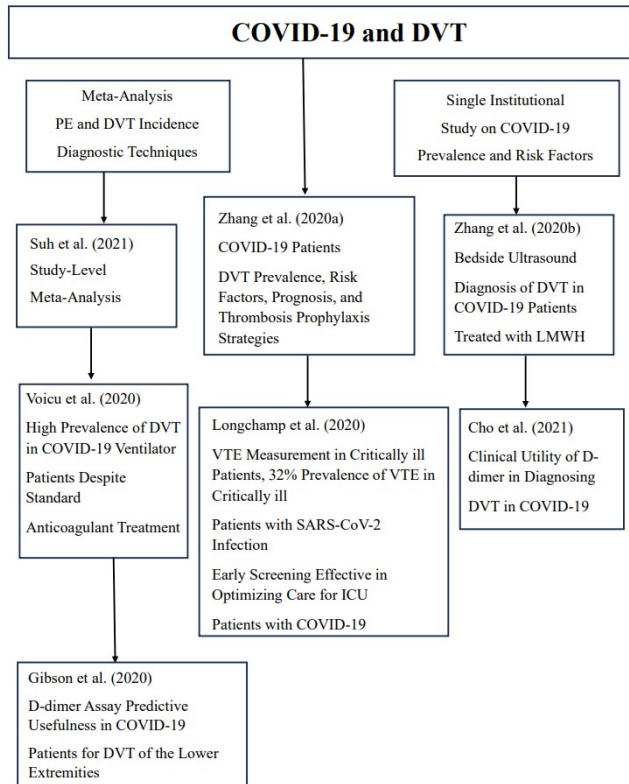 COVID-19 and DVT
Meta-Analysis
PE and DVT Incidence
Diagnostic Techniques
Single Institutional
Study on COVID-19
Prevalence and Risk Factors
Suh et al. (2021)
Study-Level
Meta-Analysis
Zhang et al. (2020a)
COVID-19 Patients
DVT Prevalence, Risk
Factors, Prognosis, and
Thrombosis Prophylaxis
Strategies
Zhang et al. (2020b)
Bedside Ultrasound
Diagnosis of DVT in
COVID-19 Patients
Treated with LMWH
Voicu et al. (2020)
High Prevalence of DVT
in COVID-19 Ventilator
Patients Despite
Standard
Anticoagulant Treatment
Longchamp et al. (2020)
VTE Measurement in Critically ill
Patients, 32% Prevalence of VTE in
Critically ill
Patients with SARS-CoV-2
Infection
Early Screening Effective in
Optimizing Care for ICU
Patients with COVID-19
Cho et al. (2021)
Clinical Utility of D-
dimer in Diagnosing
DVT in COVID-19
Gibson et al. (2020)
D-dimer Assay Predictive
Usefulness in COVID-19
Patients for DVT of the Lower
Extremities